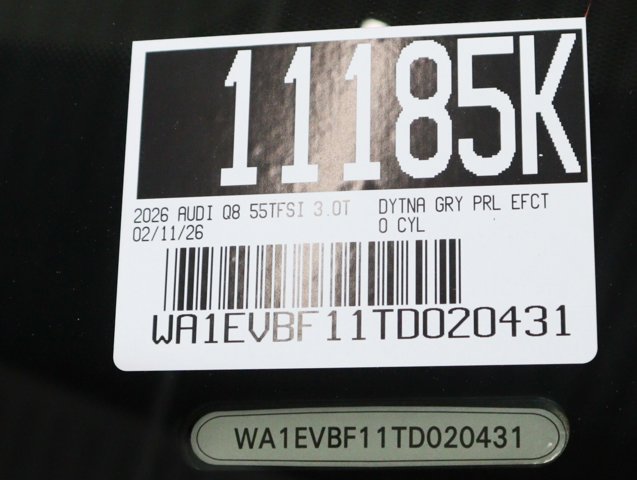 11185K
2026 AUDI Q8 55TFSI 3.0T DYTNA GRY PRL EFCT
02/11/26 0 CYL
WA1EVBF11TD020431
WA1EVBF11TD020431